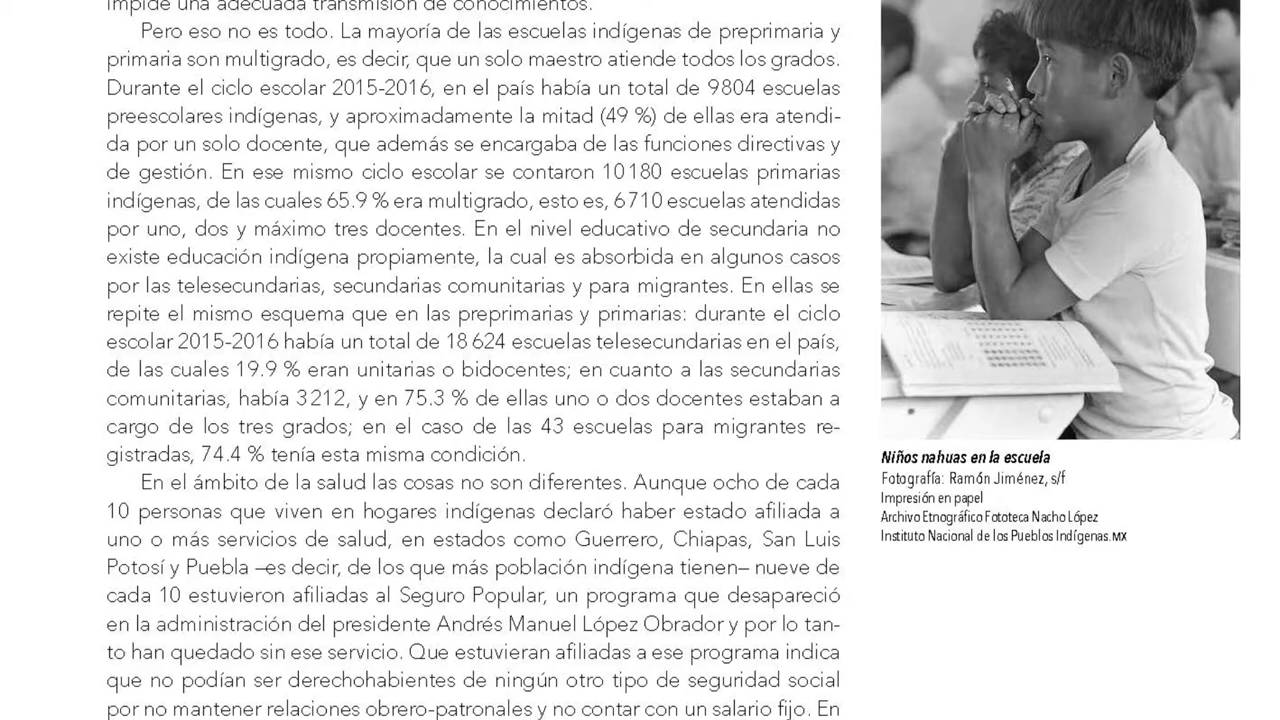 impide una adecuada transmisión de conocimientos.
Pero eso no es todo. La mayoría de las escuelas indígenas de preprimaria y
primaria son multigrado, es decir, que un solo maestro atiende todos los grados.
Durante el ciclo escolar 2015-2016, en el país había un total de 9804 escuelas
preescolares indígenas, y aproximadamente la mitad (49 %) de ellas era atendi-
da por un solo docente, que además se encargaba de las funciones directivas y
de gestión. En ese mismo ciclo escolar se contaron 10180 escuelas primarias
indígenas, de las cuales 65.9 % era multigrado, esto es, 6710 escuelas atendidas
por uno, dos y máximo tres docentes. En el nivel educativo de secundaria no
existe educación indígena propiamente, la cual es absorbida en algunos casos
por las telesecundarias, secundarias comunitarias y para migrantes. En ellas se
repite el mismo esquema que en las preprimarias y primarias: durante el ciclo
escolar 2015-2016 había un total de 18624 escuelas telesecundarias en el país,
de las cuales 19.9 % eran unitarias o bidocentes; en cuanto a las secundarias
comunitarias, había 3212, y en 75.3 % de ellas uno o dos docentes estaban a
cargo de los tres grados; en el caso de las 43 escuelas para migrantes re-
gistradas, 74.4 % tenía esta misma condición.
En el ámbito de la salud las cosas no son diferentes. Aunque ocho de cada
10 personas que viven en hogares indígenas declaró haber estado afiliada a
uno o más servicios de salud, en estados como Guerrero, Chiapas, San Luis
Potosí y Puebla –es decir, de los que más población indígena tienen– nueve de
cada 10 estuvieron afiliadas al Seguro Popular, un programa que desapareció
en la administración del presidente Andrés Manuel López Obrador y por lo tan-
to han quedado sin ese servicio. Que estuvieran afiliadas a ese programa indica
que no podían ser derechohabientes de ningún otro tipo de seguridad social
por no mantener relaciones obrero-patronales y no contar con un salario fijo. En
Niños nahuas en la escuela
Fotografía: Ramón Jiménez, s/f
Impresión en papel
Archivo Etnográfico Fototeca Nacho López
Instituto Nacional de los Pueblos Indígenas.MX